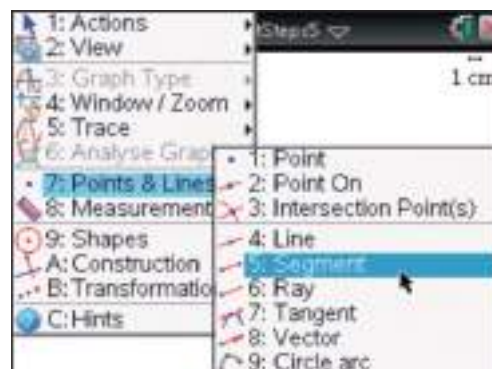 1: Actions
2: View
3: Graph Type
4: Window / Zoom
5: Trace
6: Analyse Grap
7: Points & Lines
8: Measurement
9: Shapes
A: Construction
B: Transformatio
C: Hints
1 cm
1: Point
2: Point On
3: Intersection Point(s)
4: Line
5: Segment
6: Ray
7: Tangent
8: Vector
9: Circle arc